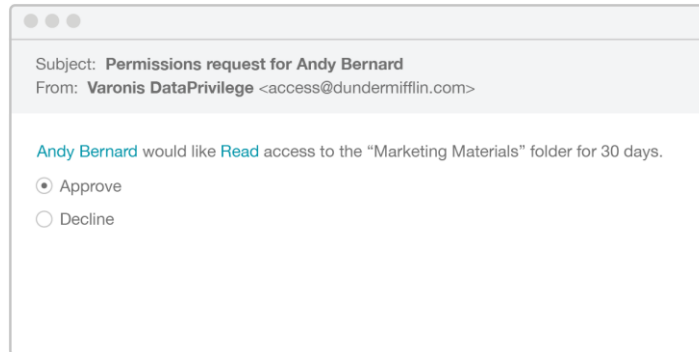 Subject: Permissions request for Andy Bernard
From: Varonis DataPrivilege <access@dundermifflin.com>
Andy Bernard would like Read access to the “Marketing Materials” folder for 30 days.
Approve
Decline